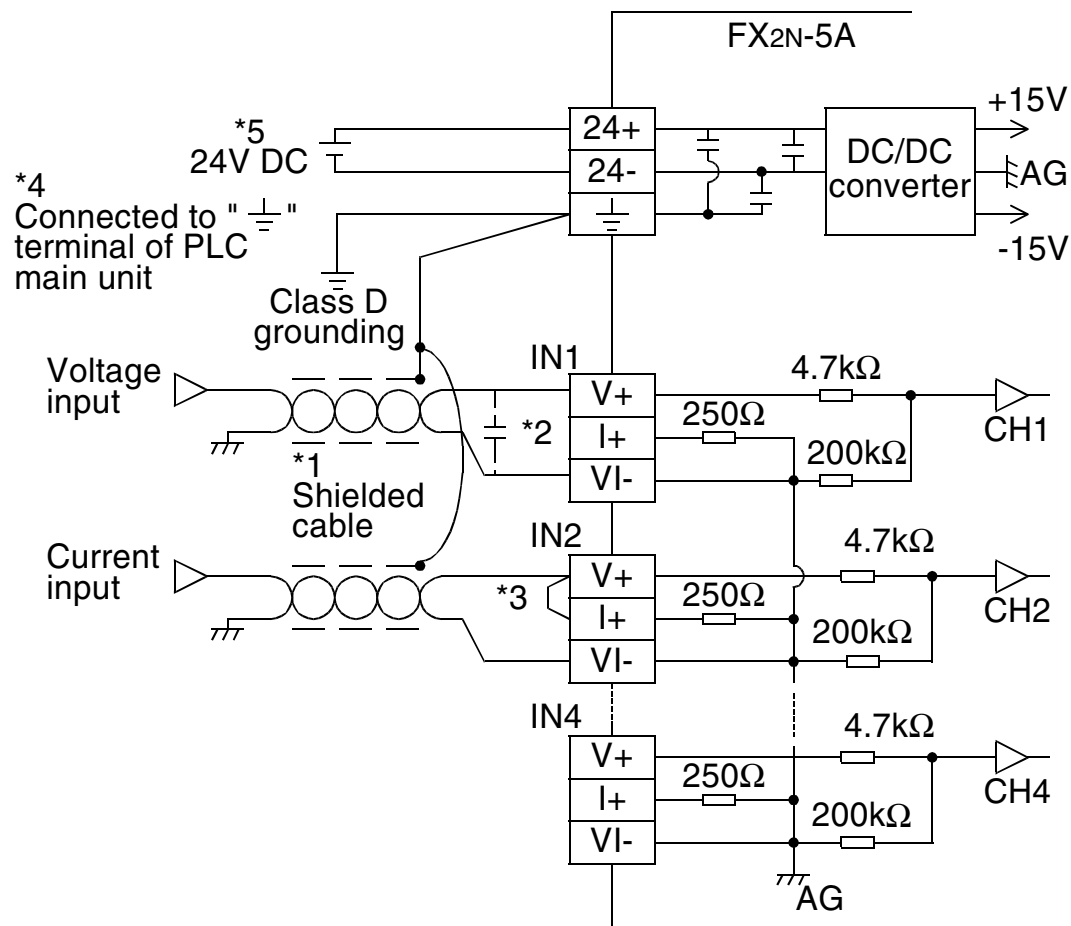 FX2N-5A
*5
24V DC
24+
24-
DC/DC
converter
+15V
AG
-15V
*4
Connected to " "
terminal of PLC
main unit
Class D
grounding
Voltage
input
*1
Shielded
cable
*2
IN1
V+
I+
VI-
250Ω
4.7kΩ
200kΩ
CH1
Current
input
*3
IN2
V+
I+
VI-
250Ω
4.7kΩ
200kΩ
CH2
IN4
V+
I+
VI-
250Ω
4.7kΩ
200kΩ
CH4
AG